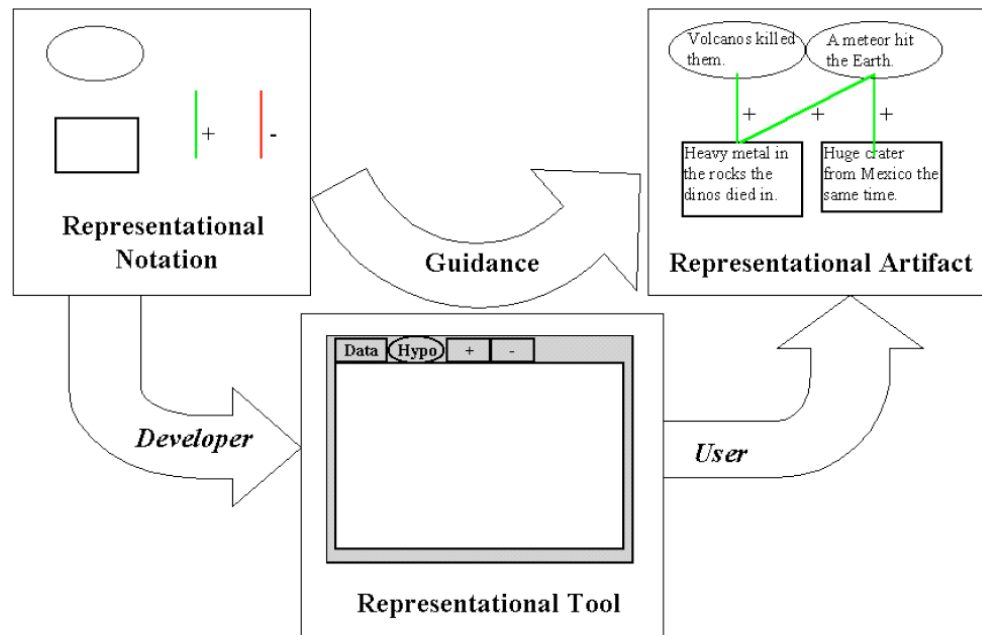 Volcanos killed
them.
A meteor hit
the Earth.
+
-
+
+
+
Heavy metal in
the rocks the
dinos died in.
Huge crater
from Mexico the
same time.
Representational
Notation
Guidance
Representational Artifact
Data
Hypo
+
-
Developer
User
Representational Tool